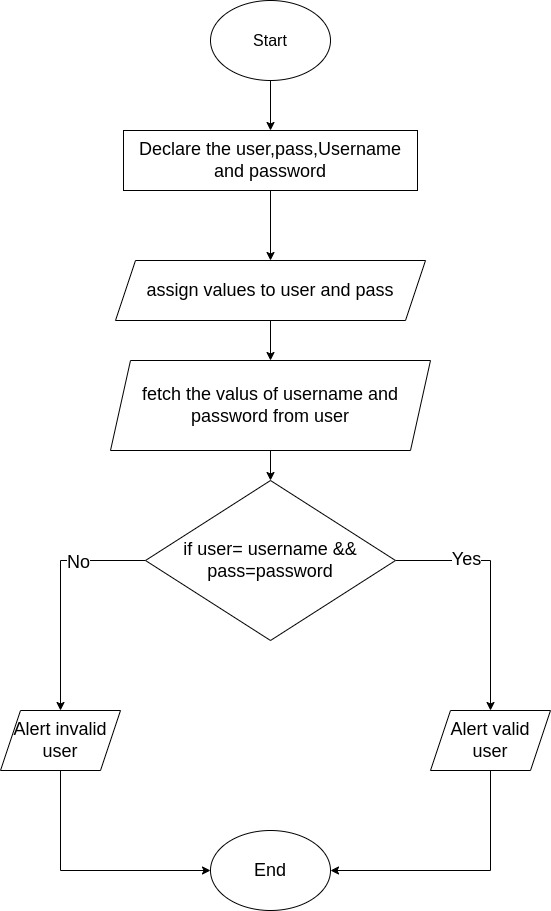 Start
Declare the user,pass,Username
and password
assign values to user and pass
fetch the valus of username and
password from user
if user= username &&
pass=password
No
Yes
Alert invalid
user
Alert valid
user
End